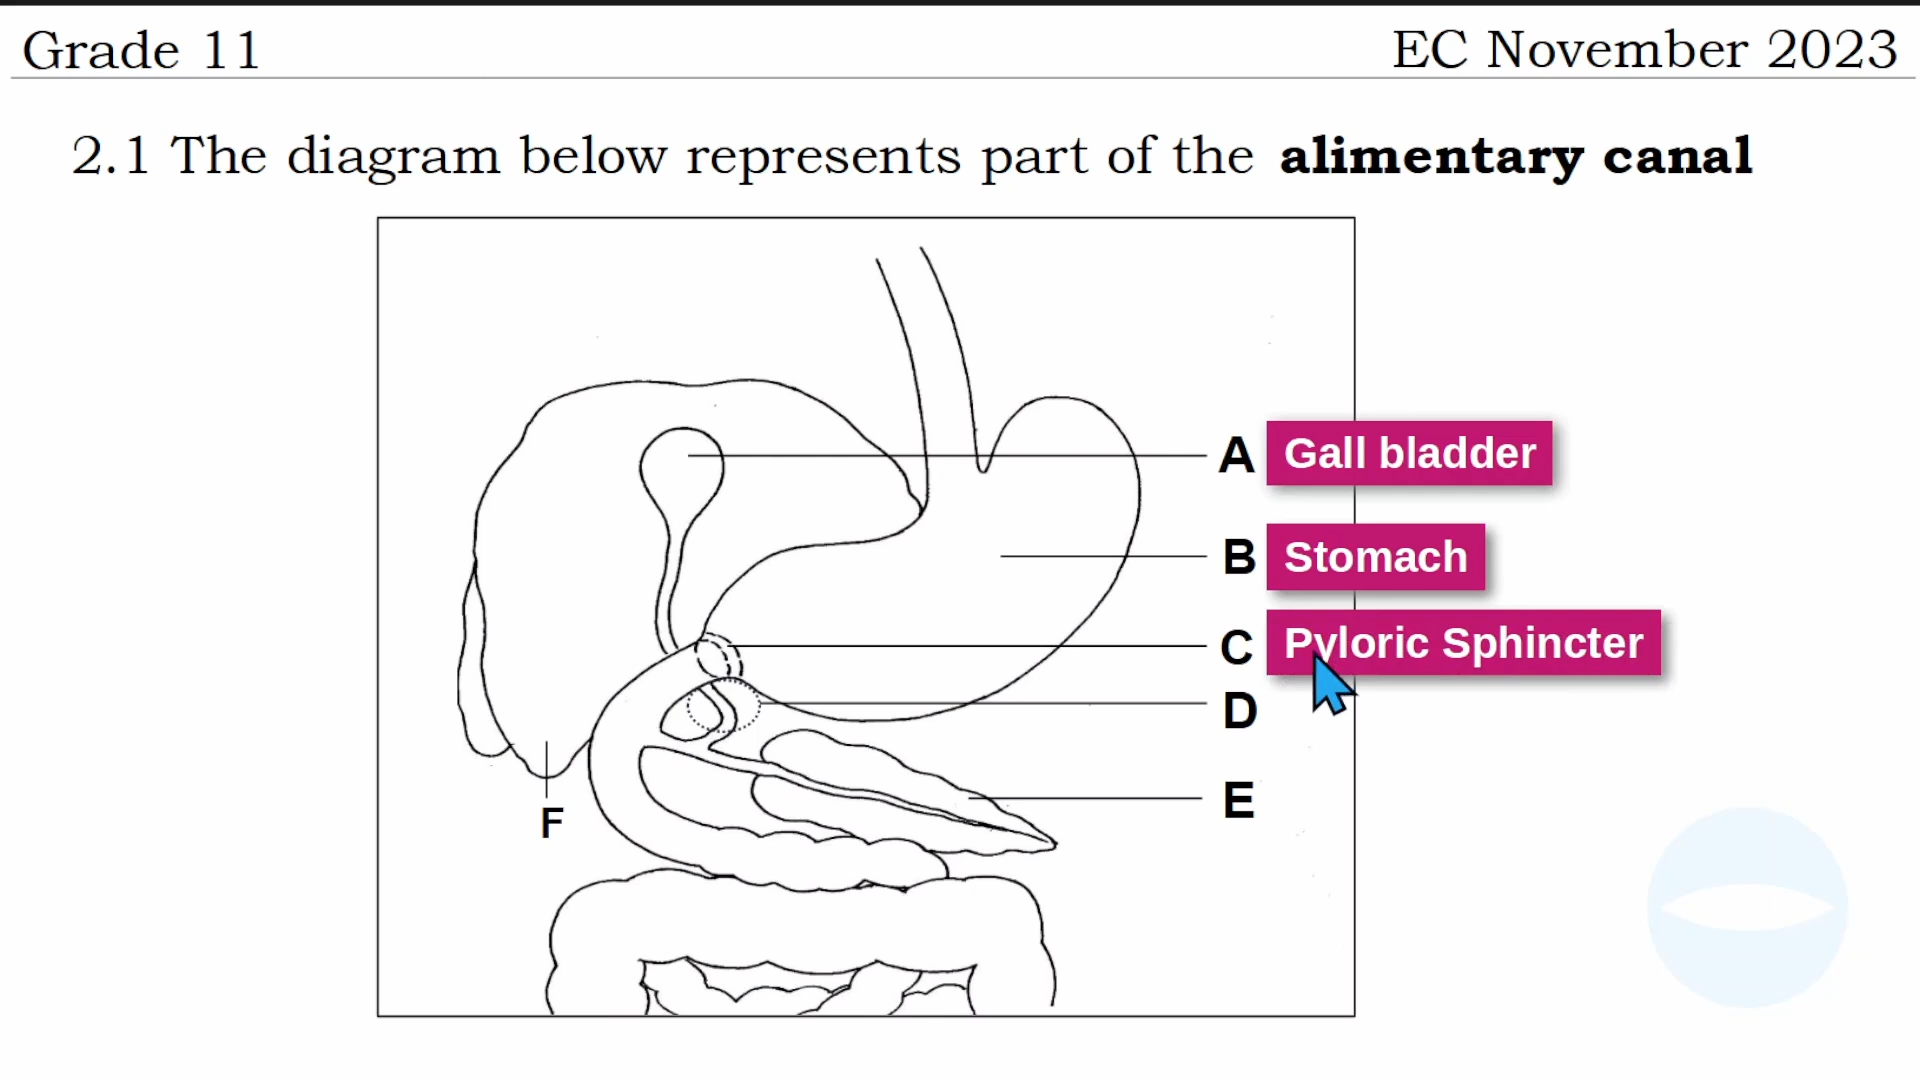 Grade 11
EC November 2023
2.1 The diagram below represents part of the alimentary canal
A Gall bladder
B Stomach
C Pyloric Sphincter
D
E
F